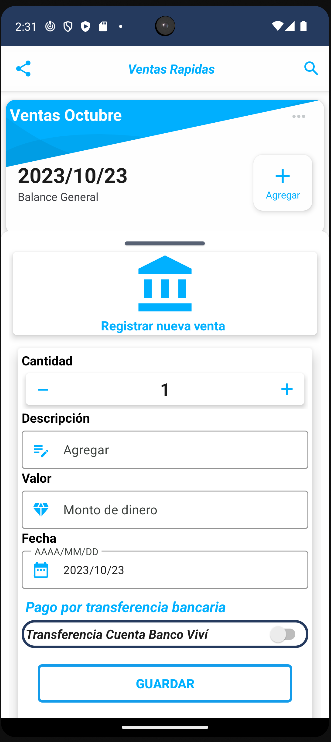 2:31
Ventas Rapidas
Ventas Octubre
2023/10/23
Balance General
Agregar
Registrar nueva venta
Cantidad
1
Descripción
Agregar
Valor
Monto de dinero
Fecha
AAAA/MM/DD
2023/10/23
Pago por transferencia bancaria
Transferencia Cuenta Banco Viví
GUARDAR